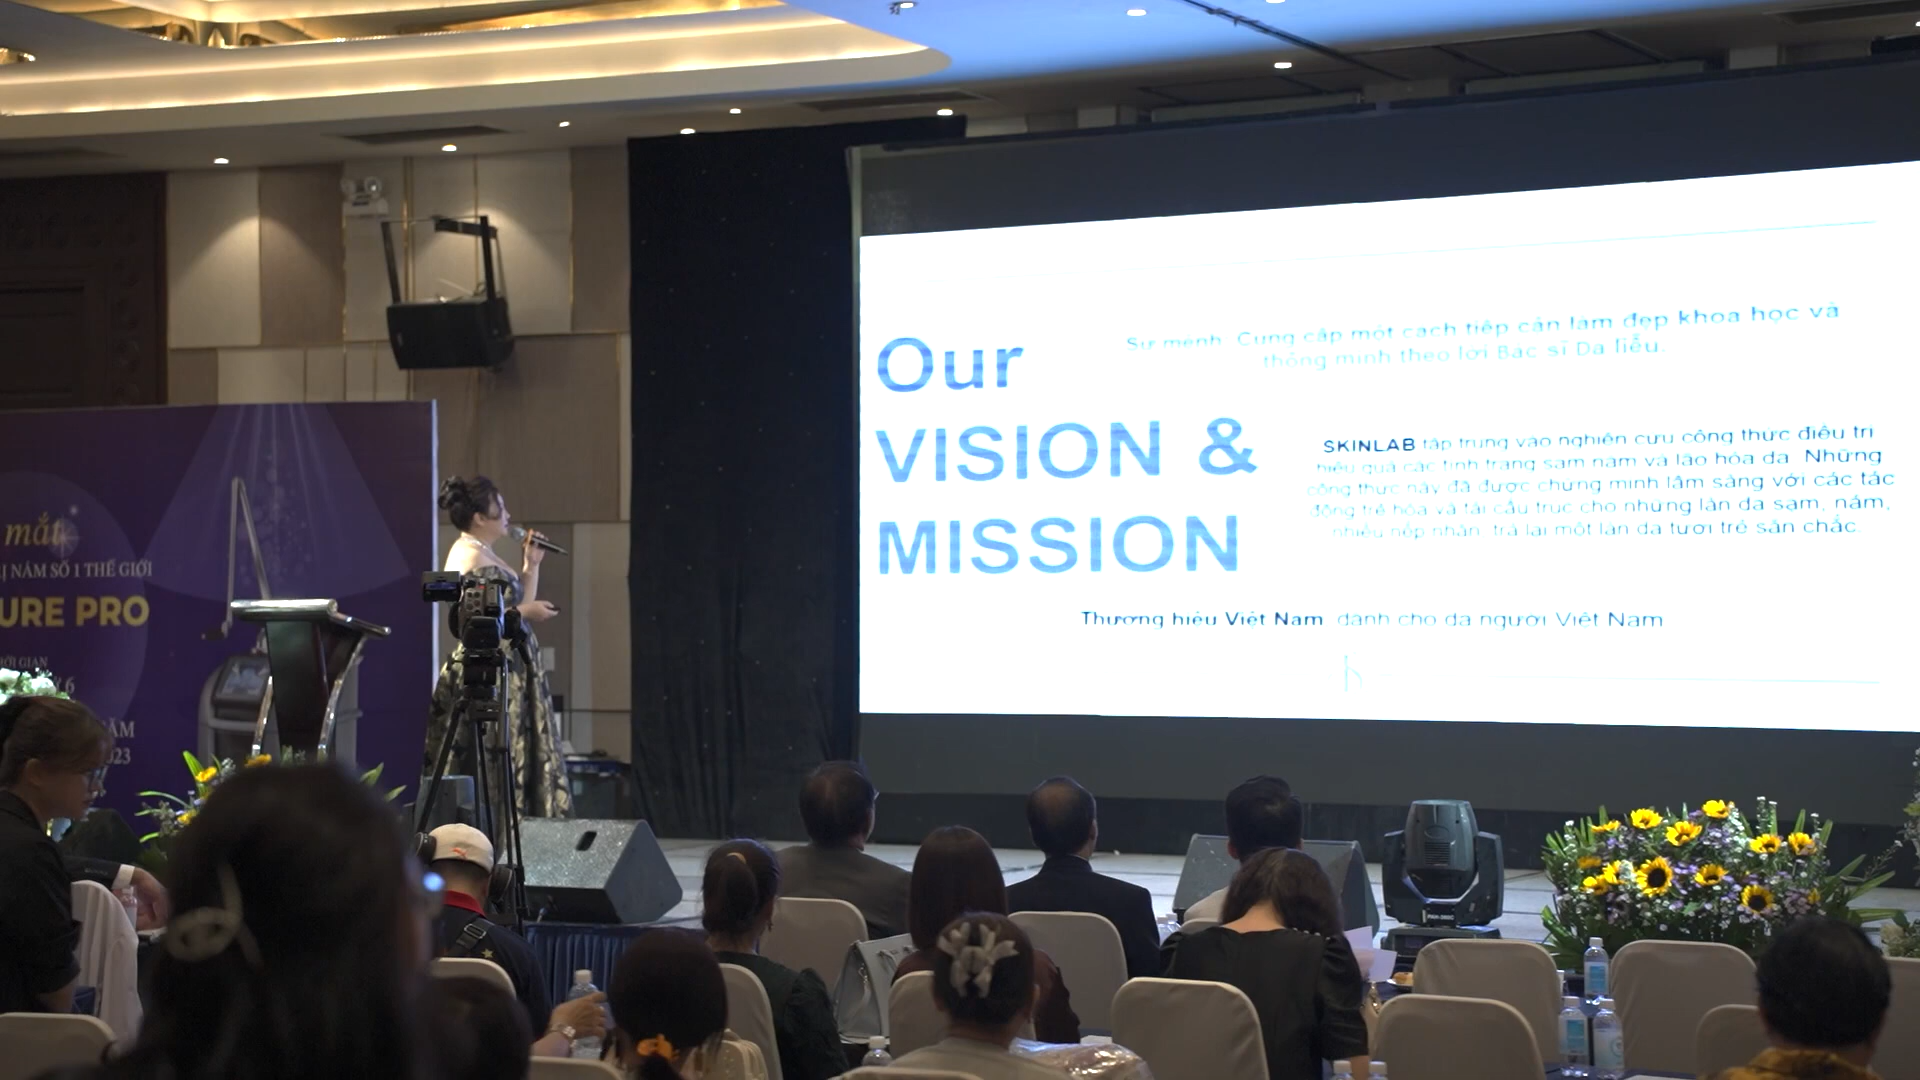 Our
VISION &
MISSION
Sứ mệnh: Cung cấp một cách tiếp cận làm đẹp khoa học và
thông minh theo lời Bác sĩ Da liễu.
SKINLAB tập trung vào nghiên cứu công thức điều trị
hiệu quả các tình trạng sạm nám và lão hóa da. Những
công thức này đã được chứng minh lâm sàng với các tác
động trẻ hóa và tái cấu trúc cho những làn da sạm, nám,
nhiều nếp nhăn, trả lại một làn da tươi trẻ săn chắc.
Thương hiệu Việt Nam dành cho da người Việt Nam
mắt
Ị NÁM SỐ 1 THẾ GIỚI
URE PRO
6
023
PAH-380C